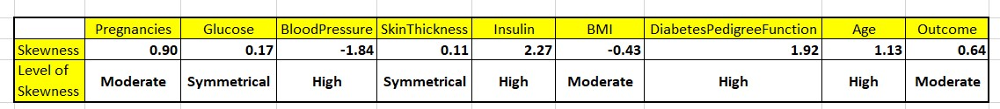 Pregnancies Glucose BloodPressure SkinThickness Insulin BMI DiabetesPedigreeFunction Age Outcome
Skewness 0.90 0.17 -1.84 0.11 2.27 -0.43 1.92 1.13 0.64
Level of
Skewness Moderate Symmetrical High Symmetrical High Moderate High High Moderate